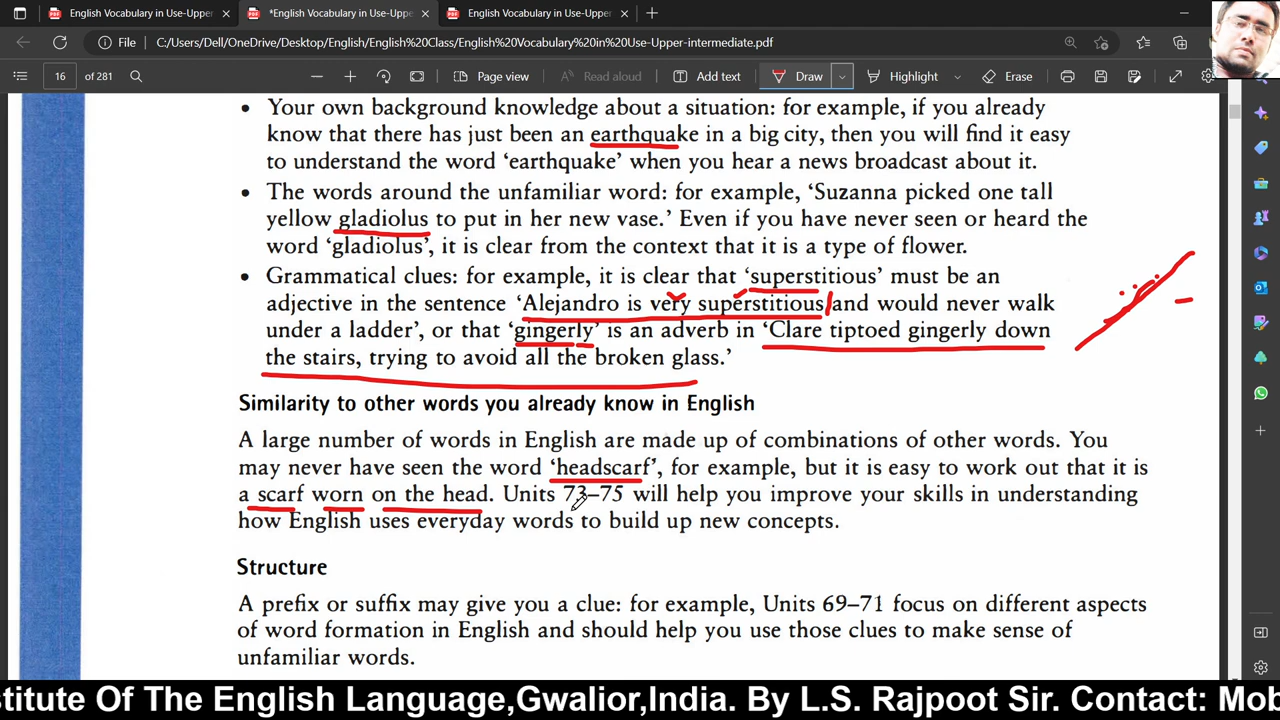 English Vocabulary in Use-Uppe
*English Vocabulary in Use-Uppe
English Vocabulary in Use-Uppe
File
C:/Users/Dell/OneDrive/Desktop/English/English%20Class/English%20Vocabulary%20in%20Use-Upper-intermediate.pdf
16 of 281
Page view
Read aloud
Add text
Draw
Highlight
Erase
• Your own background knowledge about a situation: for example, if you already
know that there has just been an earthquake in a big city, then you will find it easy
to understand the word ‘earthquake’ when you hear a news broadcast about it.
• The words around the unfamiliar word: for example, ‘Suzanna picked one tall
yellow gladiolus to put in her new vase.’ Even if you have never seen or heard the
word ‘gladiolus’, it is clear from the context that it is a type of flower.
• Grammatical clues: for example, it is clear that ‘superstitious’ must be an
adjective in the sentence ‘Alejandro is very superstitious and would never walk
under a ladder’, or that ‘gingerly’ is an adverb in ‘Clare tiptoed gingerly down
the stairs, trying to avoid all the broken glass.’
Similarity to other words you already know in English
A large number of words in English are made up of combinations of other words. You
may never have seen the word ‘headscarf’, for example, but it is easy to work out that it is
a scarf worn on the head. Units 73–75 will help you improve your skills in understanding
how English uses everyday words to build up new concepts.
Structure
A prefix or suffix may give you a clue: for example, Units 69–71 focus on different aspects
of word formation in English and should help you use those clues to make sense of
unfamiliar words.
stitute Of The English Language,Gwalior,India. By L.S. Rajpoot Sir. Contact: Mob